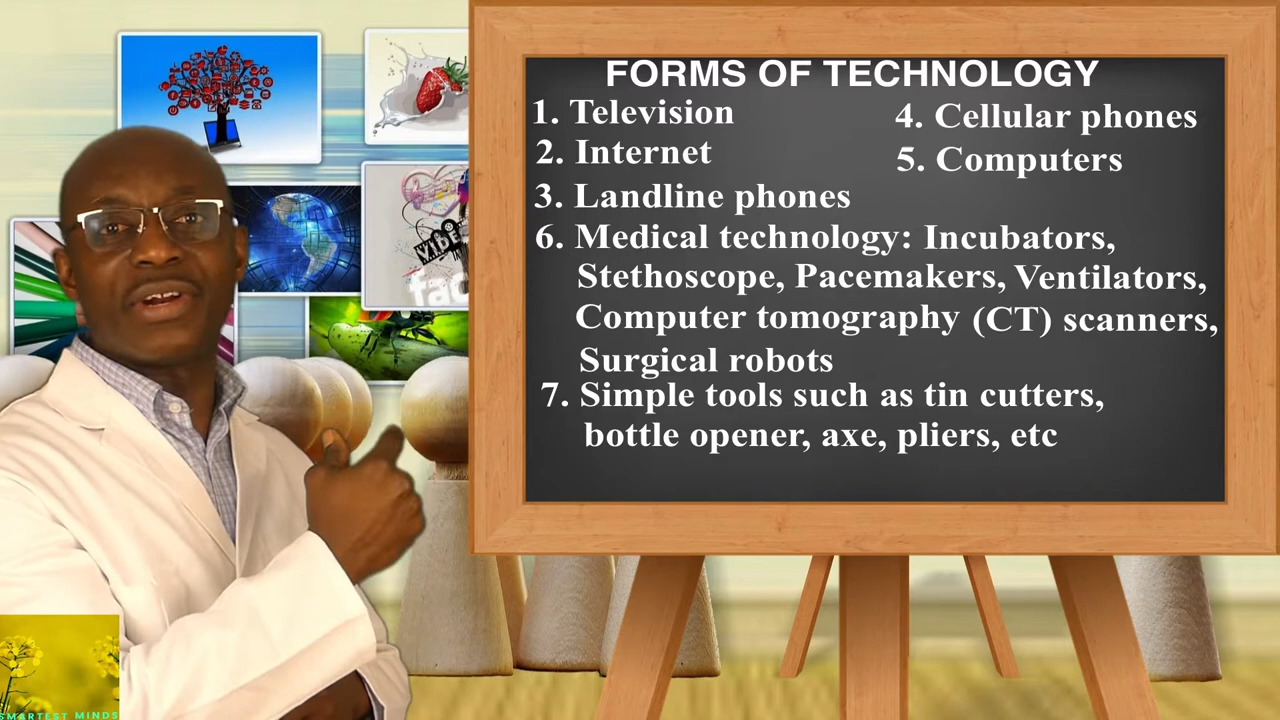 FORMS OF TECHNOLOGY
1. Television
2. Internet
3. Landline phones
4. Cellular phones
5. Computers
6. Medical technology: Incubators,
Stethoscope, Pacemakers, Ventilators,
Computer tomography (CT) scanners,
Surgical robots
7. Simple tools such as tin cutters,
bottle opener, axe, pliers, etc
VIDEO
fac
SMARTEST MINDS